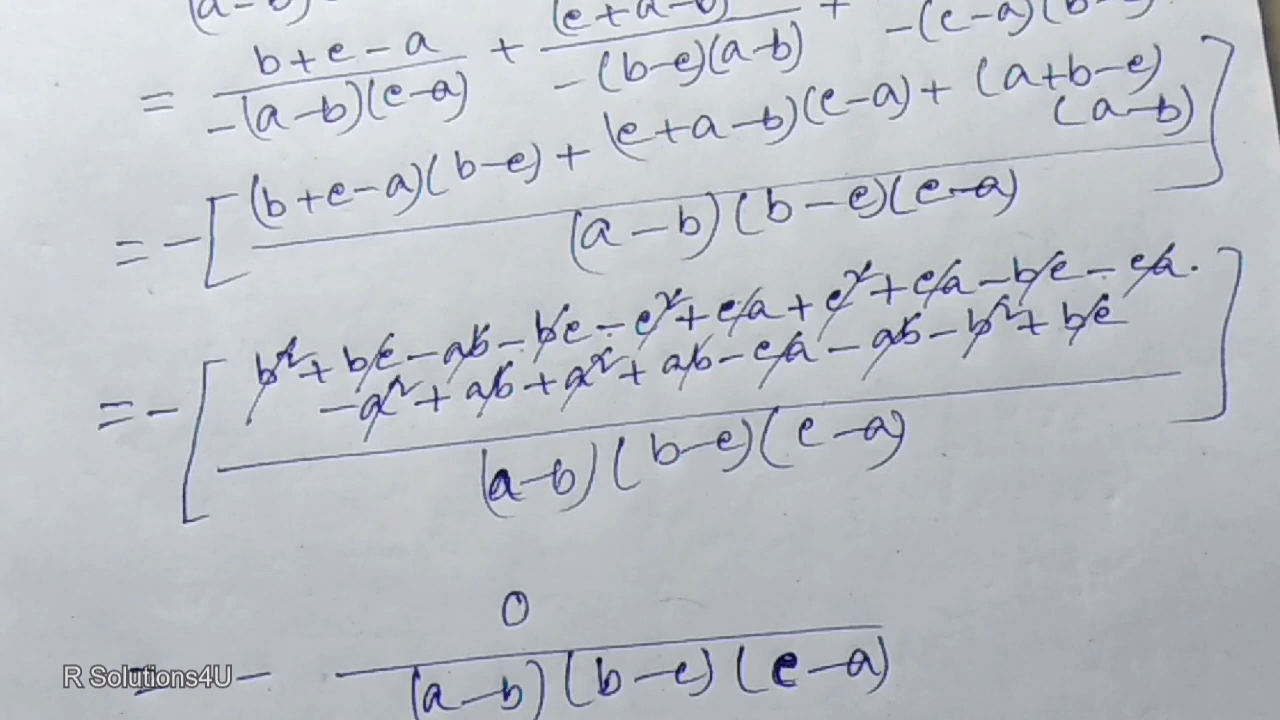 (a-b)
= b+c-a / -(a-b)(c-a) + (c+a-b) / -(b-c)(a-b) + -(c-a)(b-
= -[ (b+c-a)(b-c) + (c+a-b)(c-a) + (a+b-c)
(a-b) ]
(a-b)(b-c)(c-a)
= -[ b²+bc-ab-bc-c²+ca+c²+ca-bc-ca.
-a²+ab+a²+ab-ca-ab-b²+bc ]
(a-b)(b-c)(c-a)
0
= - (a-b)(b-c)(c-a)
R Solutions4U